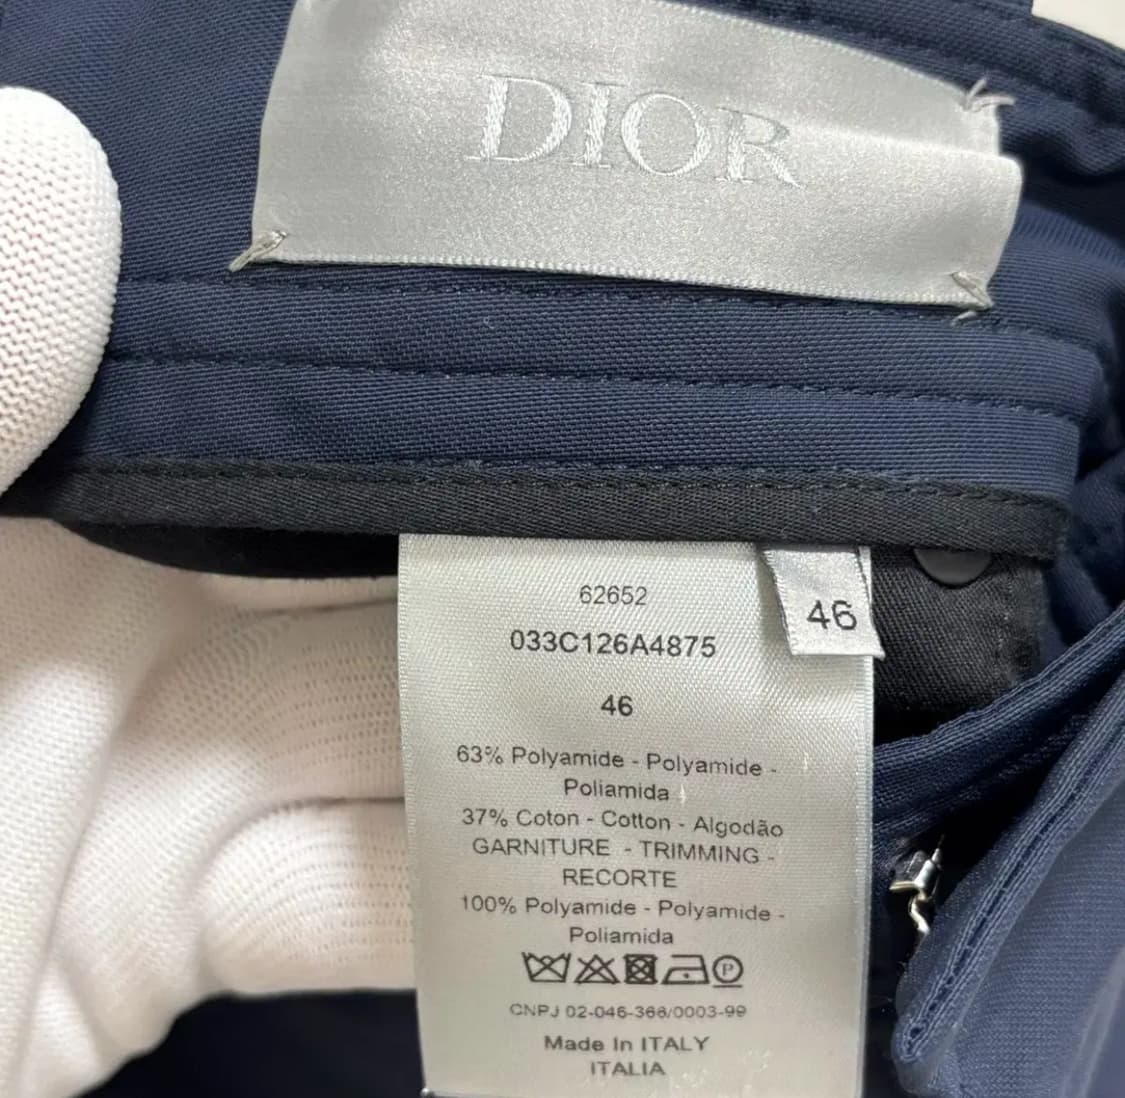 DIOR
62652
033C126A4875
46
46
63% Polyamide - Polyamide -
Poliamida
37% Coton - Cotton - Algodão
GARNITURE - TRIMMING -
RECORTE
100% Polyamide - Polyamide -
Poliamida
P
CNPJ 02-046-366/0003-99
Made In ITALY
ITALIA